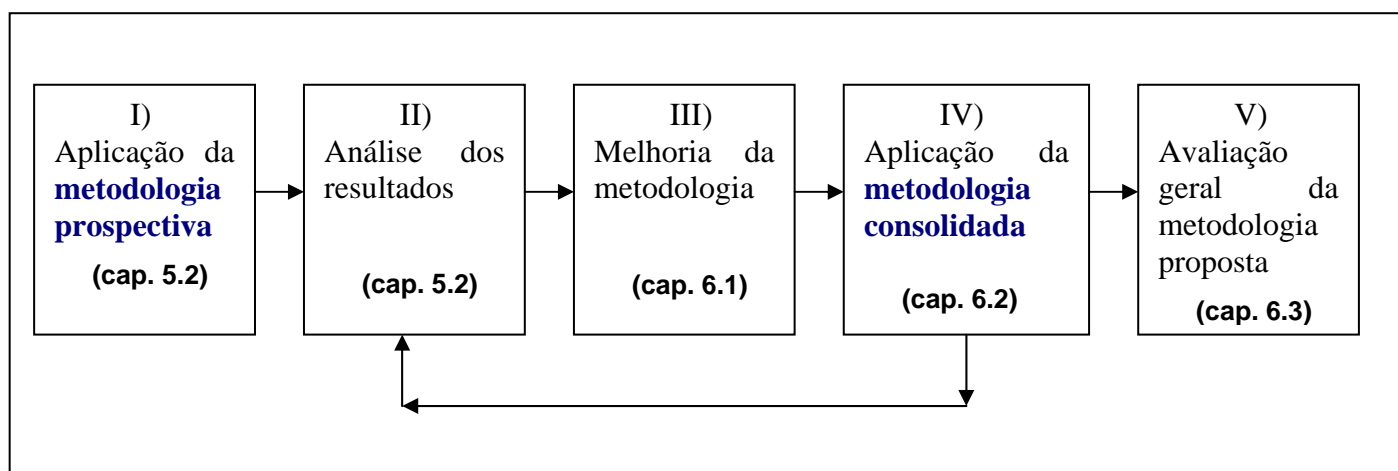 I)
Aplicação da
metodologia
prospectiva
(cap. 5.2)
II)
Análise dos
resultados
(cap. 5.2)
III)
Melhoria da
metodologia
(cap. 6.1)
IV)
Aplicação da
metodologia
consolidada
(cap. 6.2)
V)
Avaliação
geral da
metodologia
proposta
(cap. 6.3)